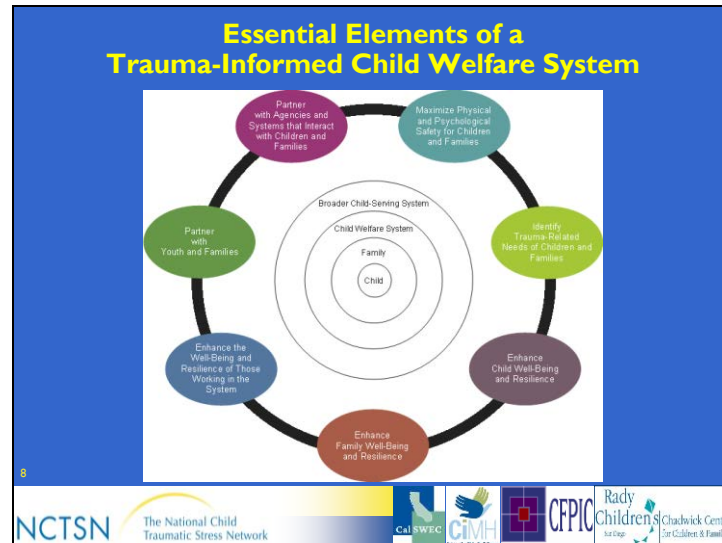 Essential Elements of a
Trauma-Informed Child Welfare System
Partner
with Agencies and
Systems that Interact
with Children and
Families
Maximize Physical
and Psychological
Safety for Children
and Families
Identify
Trauma-Related
Needs of Children and
Families
Enhance
Child Well-Being
and Resilience
Enhance
Family Well-Being
and Resilience
Enhance the
Well-Being and
Resilience of Those
Working in the
System
Partner
with
Youth and Families
Broader Child-Serving System
Child Welfare System
Family
Child
8
NCTSN
The National Child
Traumatic Stress Network
Cal SWEC
CiMH
CFPIC
Rady
Children's
San Diego
Chadwick Cent
for Children & Famil